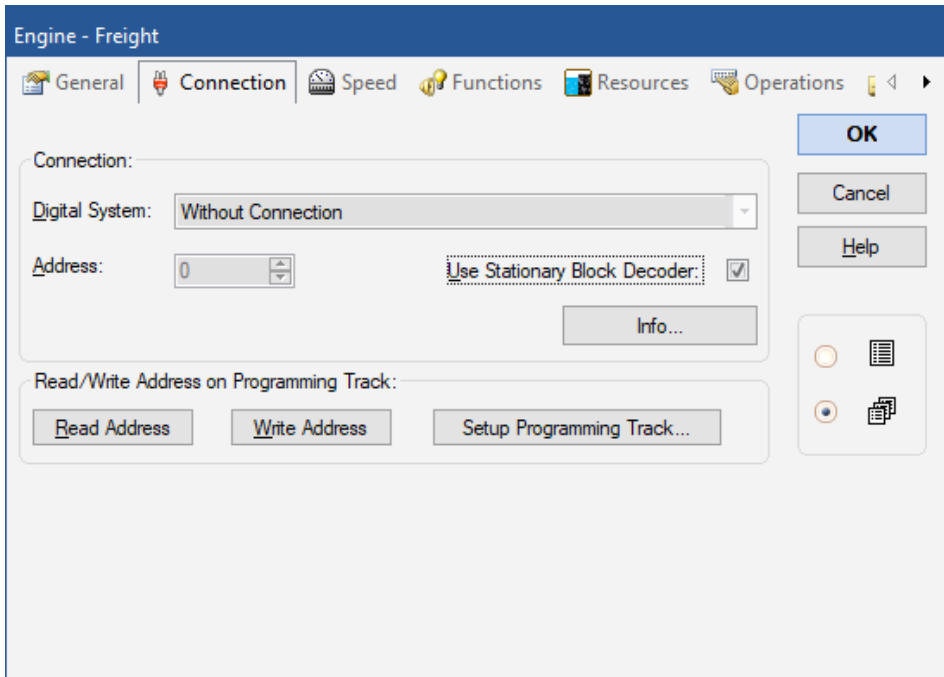 Engine - Freight
General Connection Speed Functions Resources Operations
OK
Connection:
Cancel
Digital System: Without Connection
Help
Address: 0 Use Stationary Block Decoder:
Info...
Read/Write Address on Programming Track:
Read Address Write Address Setup Programming Track...